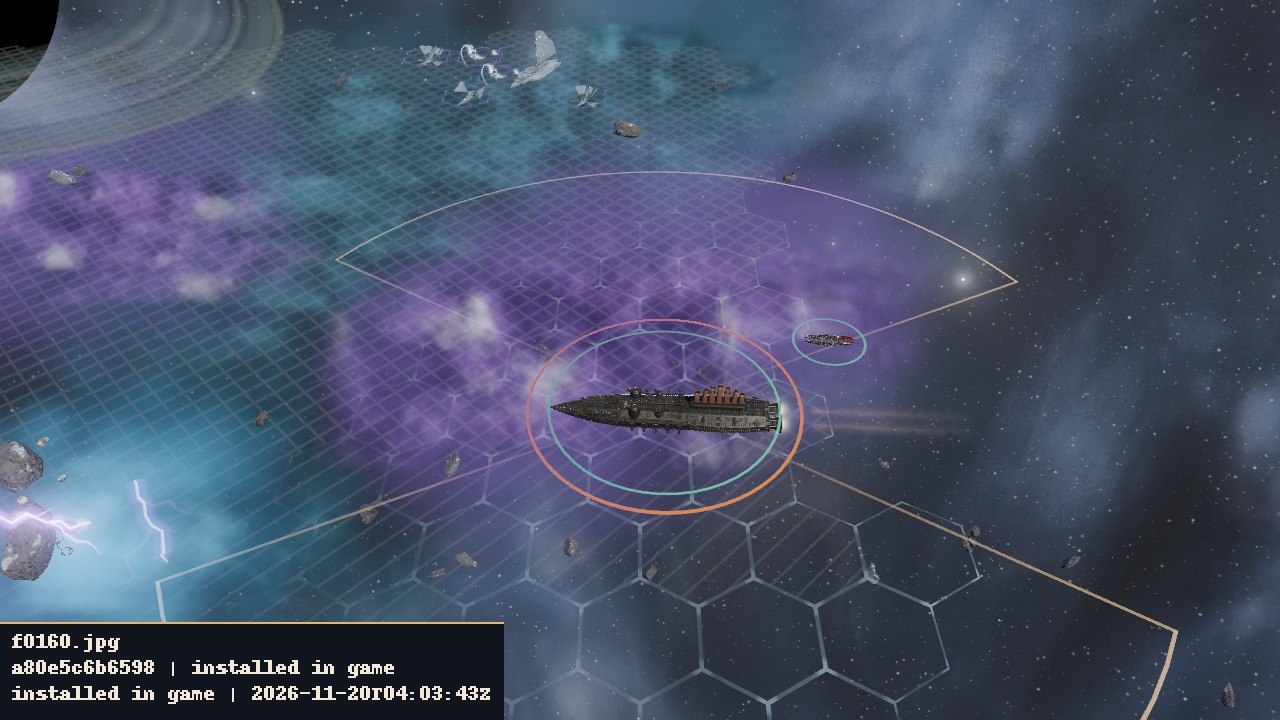 f0160.jpg
a80e5c6b6598 | installed in game
installed in game | 2026-11-20T04:03:43Z